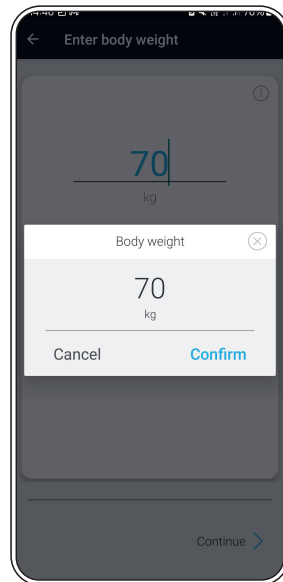 Enter body weight
70
kg
Body weight
70
kg
Cancel
Confirm
Continue